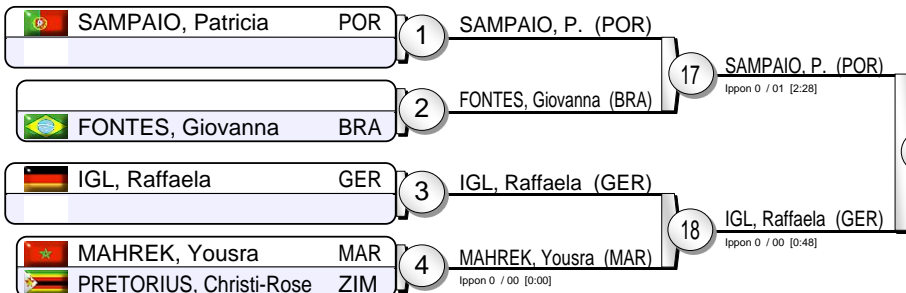 SAMPAIO, Patricia POR
1
SAMPAIO, P. (POR)
17
SAMPAIO, P. (POR)
Ippon 0 / 01 [2:28]
2
FONTES, Giovanna (BRA)
FONTES, Giovanna BRA
IGL, Raffaela GER
3
IGL, Raffaela (GER)
18
IGL, Raffaela (GER)
Ippon 0 / 00 [0:48]
MAHREK, Yousra MAR
4
MAHREK, Yousra (MAR)
Ippon 0 / 00 [0:00]
PRETORIUS, Christi-Rose ZIM